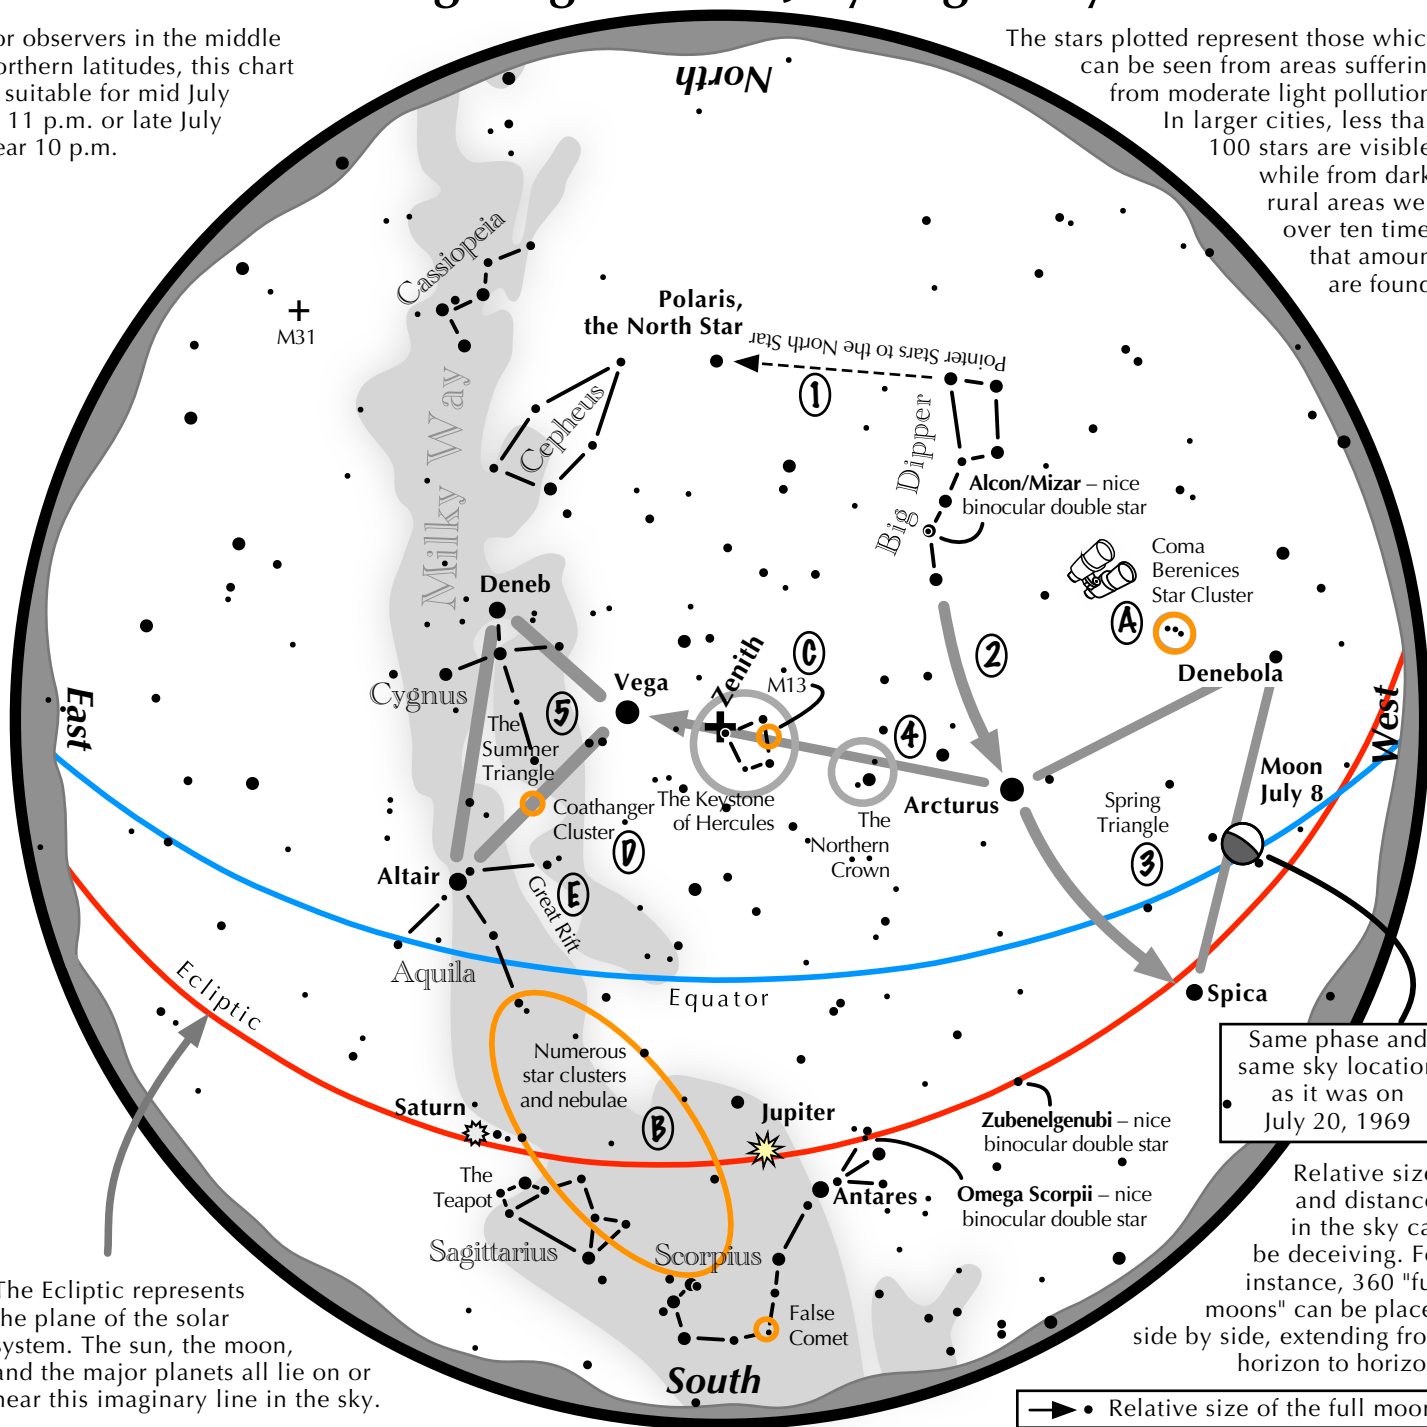 or observers in the middle
orthern latitudes, this chart
suitable for mid July
11 p.m. or late July
ear 10 p.m.
The stars plotted represent those whic
can be seen from areas sufferin
from moderate light pollution
In larger cities, less tha
100 stars are visible
while from dark
rural areas we
over ten time
that amoun
are found
North
Cassiopeia
M31
Polaris,
the North Star
Pointer Stars to the North Star
1
Milky Way
Cepheus
Big Dipper
Alcon/Mizar – nice
binocular double star
Coma
Berenices
Star Cluster
A
Deneb
Denebola
2
Zenith
C
M13
Vega
Cygnus
5
The
Summer
Triangle
4
East
West
Moon
July 8
Arcturus
Spring
Triangle
3
Coathanger
Cluster
D
The Keystone
of Hercules
The
Northern
Crown
Altair
E
Great Rift
Aquila
Equator
Ecliptic
Spica
Same phase and
same sky location
as it was on
July 20, 1969
Numerous
star clusters
and nebulae
B
Saturn
Jupiter
Zubenelgenubi – nice
binocular double star
The
Teapot
Antares
Omega Scorpii – nice
binocular double star
Sagittarius
Scorpius
False
Comet
South
The Ecliptic represents
the plane of the solar
system. The sun, the moon,
and the major planets all lie on or
near this imaginary line in the sky.
Relative size
and distance
in the sky ca
be deceiving. Fo
instance, 360 "fu
moons" can be place
side by side, extending fro
horizon to horizo
Relative size of the full moon